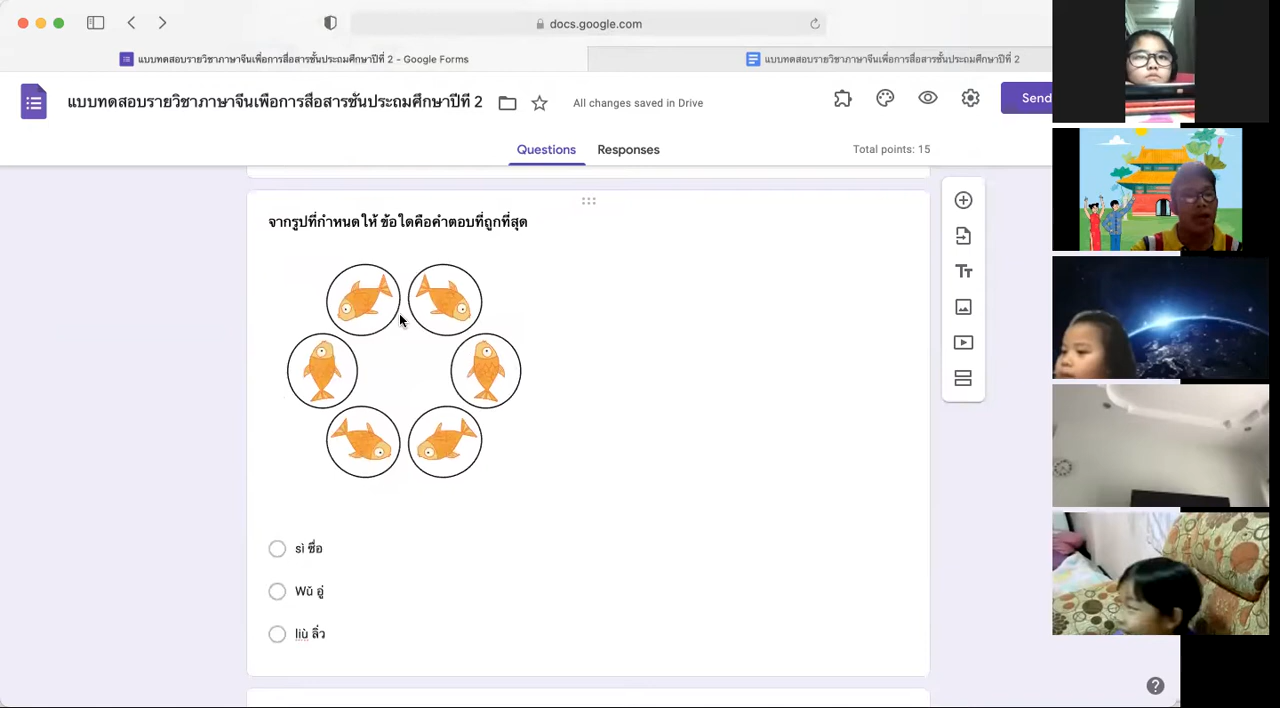 docs.google.com
แบบทดสอบรายวิชาภาษาจีนเพื่อการสื่อสารชั้นประถมศึกษาปีที่ 2 - Google Forms
แบบทดสอบรายวิชาภาษาจีนเพื่อการสื่อสารชั้นประถมศึกษาปีที่ 2
แบบทดสอบรายวิชาภาษาจีนเพื่อการสื่อสารชั้นประถมศึกษาปีที่ 2
All changes saved in Drive
Send
Questions
Responses
Total points: 15
จากรูปที่กำหนดให้ ข้อใดคือคำตอบที่ถูกที่สุด
Tт
sì ซื่อ
Wǔ อู่
liù ลิ่ว